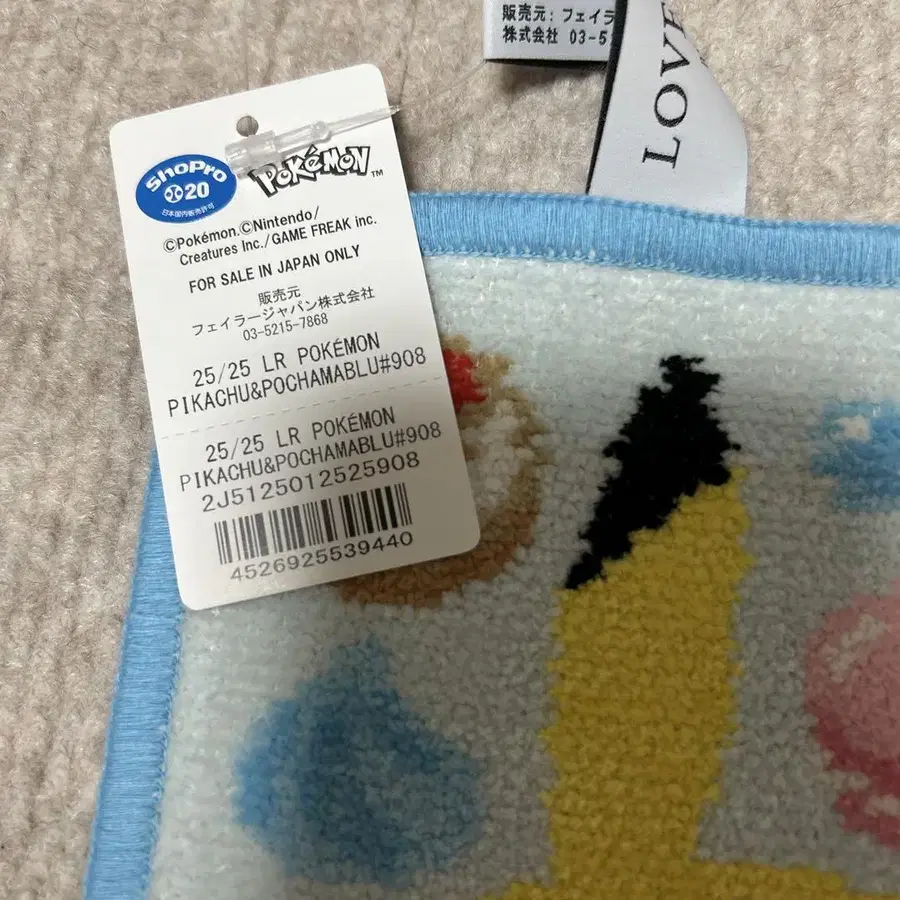 販売元: フェイラ
株式会社 03-5
LOVE
ShoPro
20
日本国内販売許可
POKéMON™
©Pokémon.©Nintendo/
Creatures Inc./GAME FREAK inc.
FOR SALE IN JAPAN ONLY
販売元
フェイラージャパン株式会社
03-5215-7868
25/25 LR POKÉMON
PIKACHU&POCHAMABLU#908
25/25 LR POKÉMON
PIKACHU&POCHAMABLU#908
2J5125012525908
4526925539440